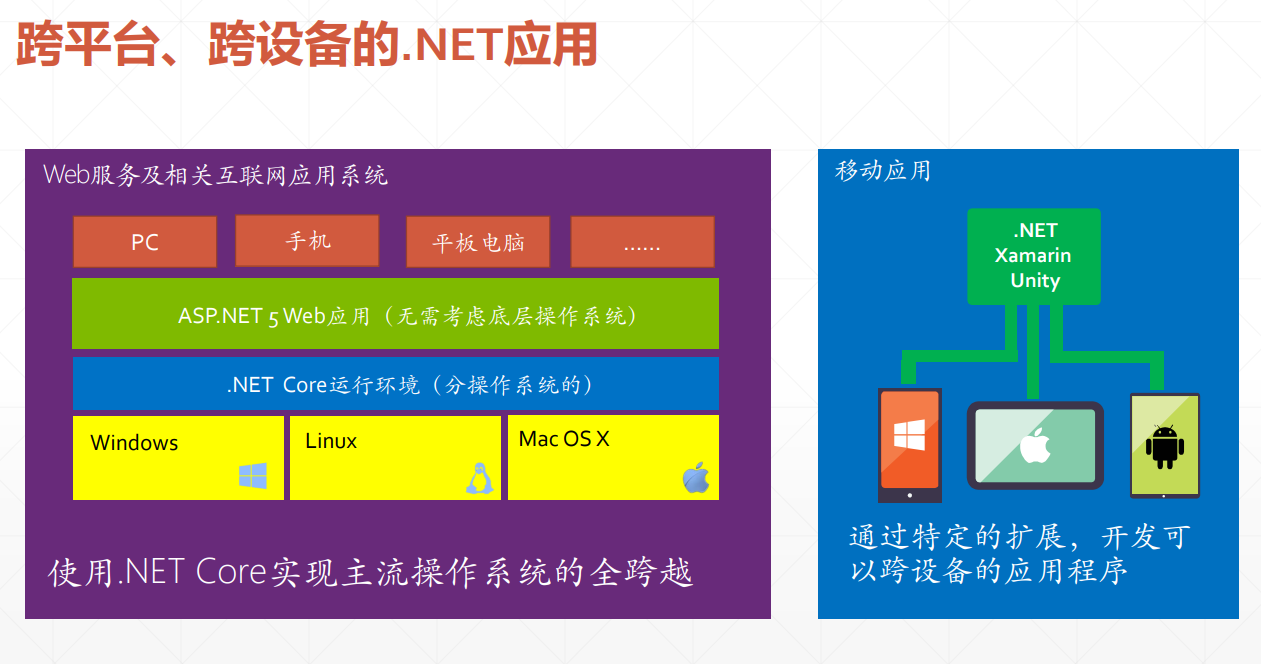 跨平台、跨设备的.NET应用
Web服务及相关互联网应用系统
PC
手机
平板电脑
......
ASP.NET 5 Web应用（无需考虑底层操作系统）
.NET Core运行环境（分操作系统的）
Windows
Linux
Mac OS X
使用.NET Core实现主流操作系统的全跨越
移动应用
.NET
Xamarin
Unity
通过特定的扩展，开发可
以跨设备的应用程序